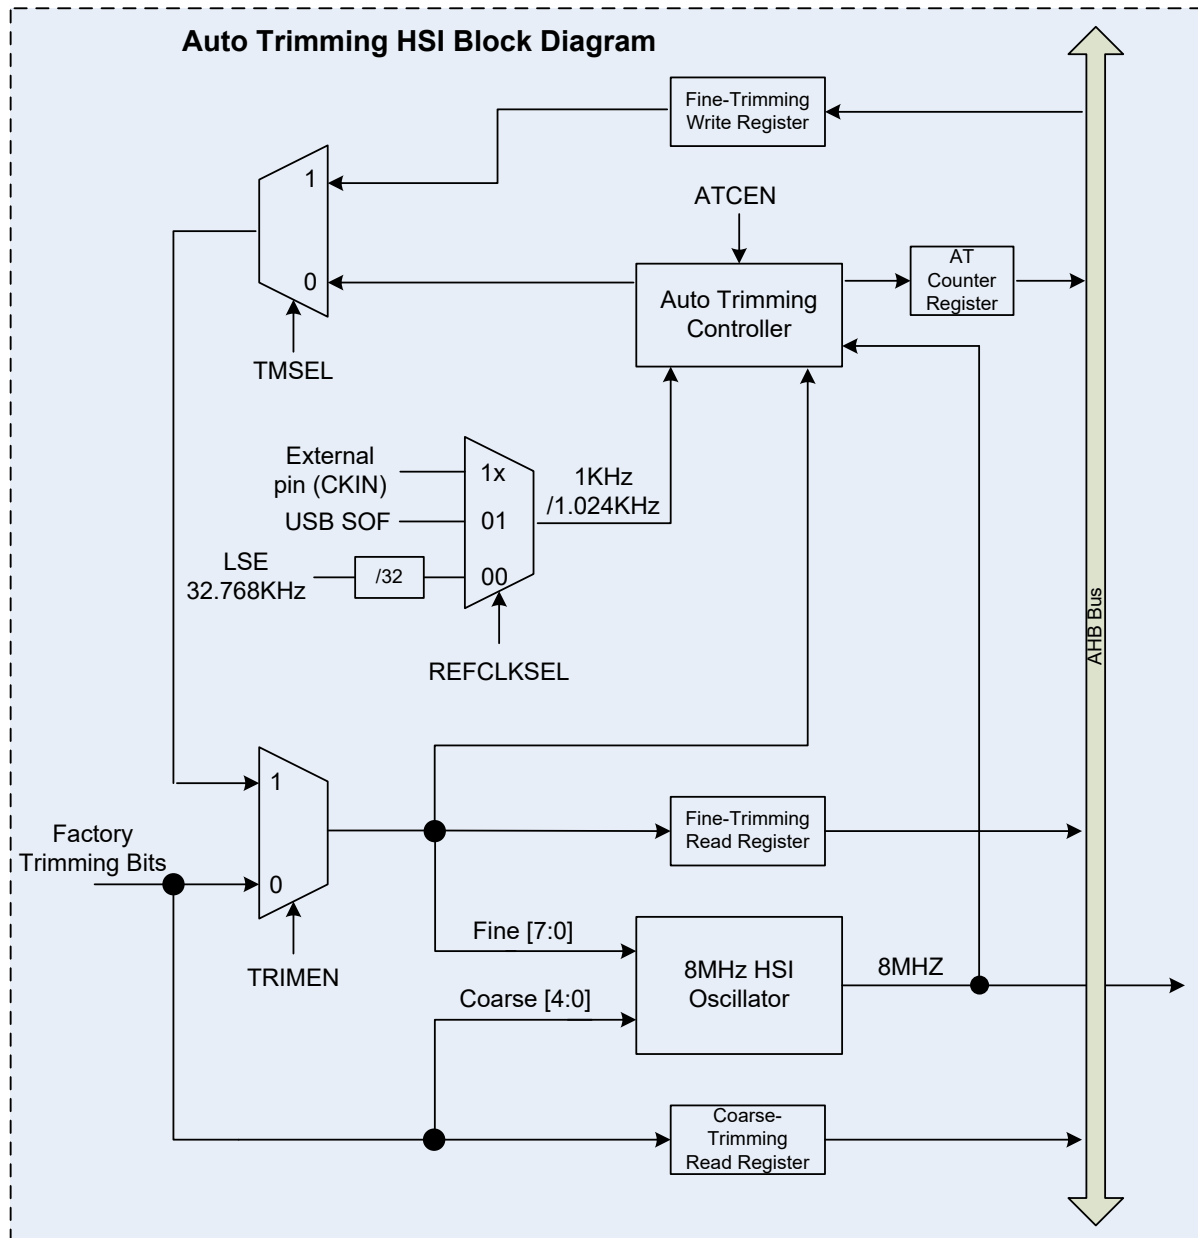 Auto Trimming HSI Block Diagram
Fine-Trimming
Write Register
1
ATCEN
0
Auto Trimming
Controller
AT
Counter
Register
TMSEL
External
pin (CKIN)
1x
1KHz
/1.024KHz
USB SOF
01
LSE
32.768KHz
/32
00
REFCLKSEL
AHB Bus
1
Factory
Trimming Bits
0
Fine-Trimming
Read Register
TRIMEN
Fine [7:0]
8MHz HSI
Oscillator
8MHZ
Coarse [4:0]
Coarse-
Trimming
Read Register